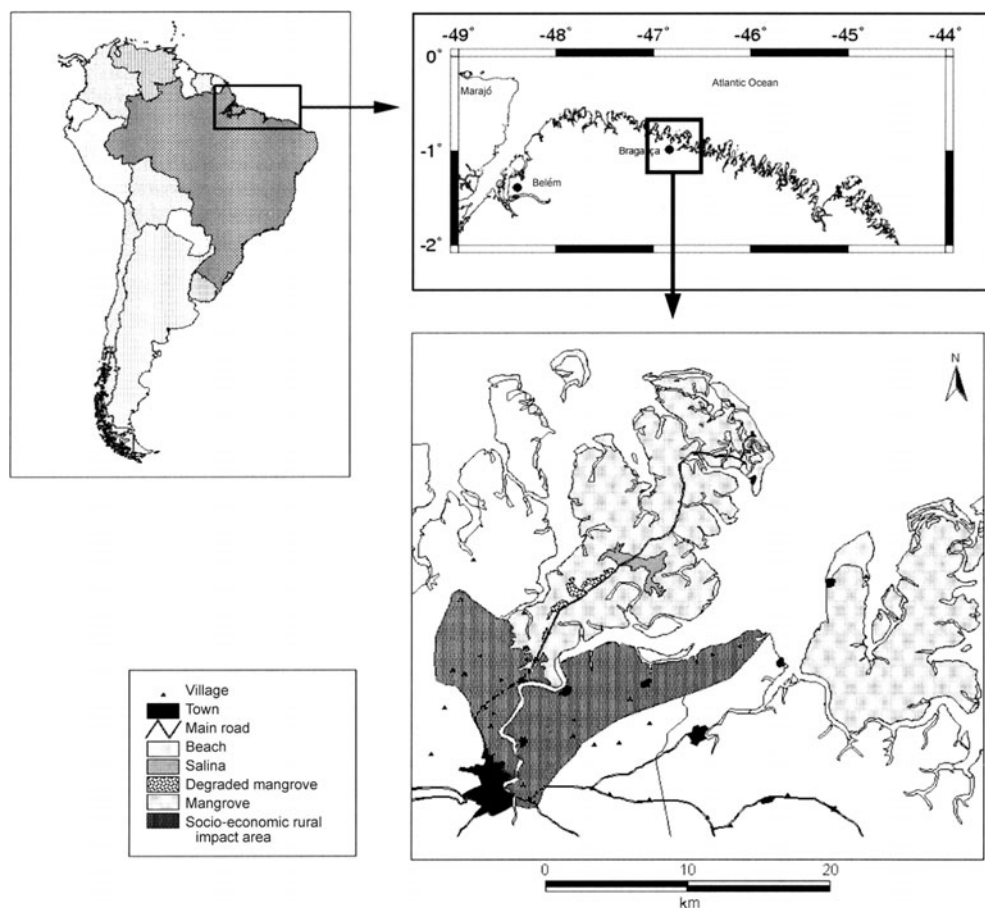 -49° -48° -47° -46° -45° -44°
0°
Atlantic Ocean
Marajó
-1°
Bragança
Belém
-2°
N
Village
Town
Main road
Beach
Salina
Degraded mangrove
Mangrove
Socio-economic rural
impact area
0 10 20
km